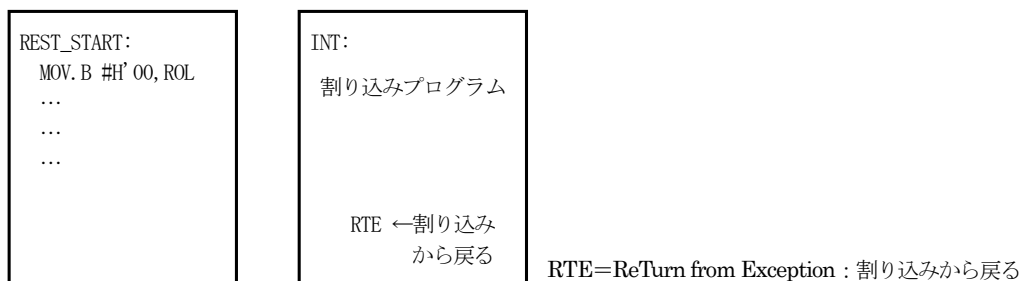 REST_START:
MOV.B #H'00,ROL
…
…
…
INT:
割り込みプログラム
RTE ←割り込み
から戻る
RTE=ReTurn from Exception:割り込みから戻る